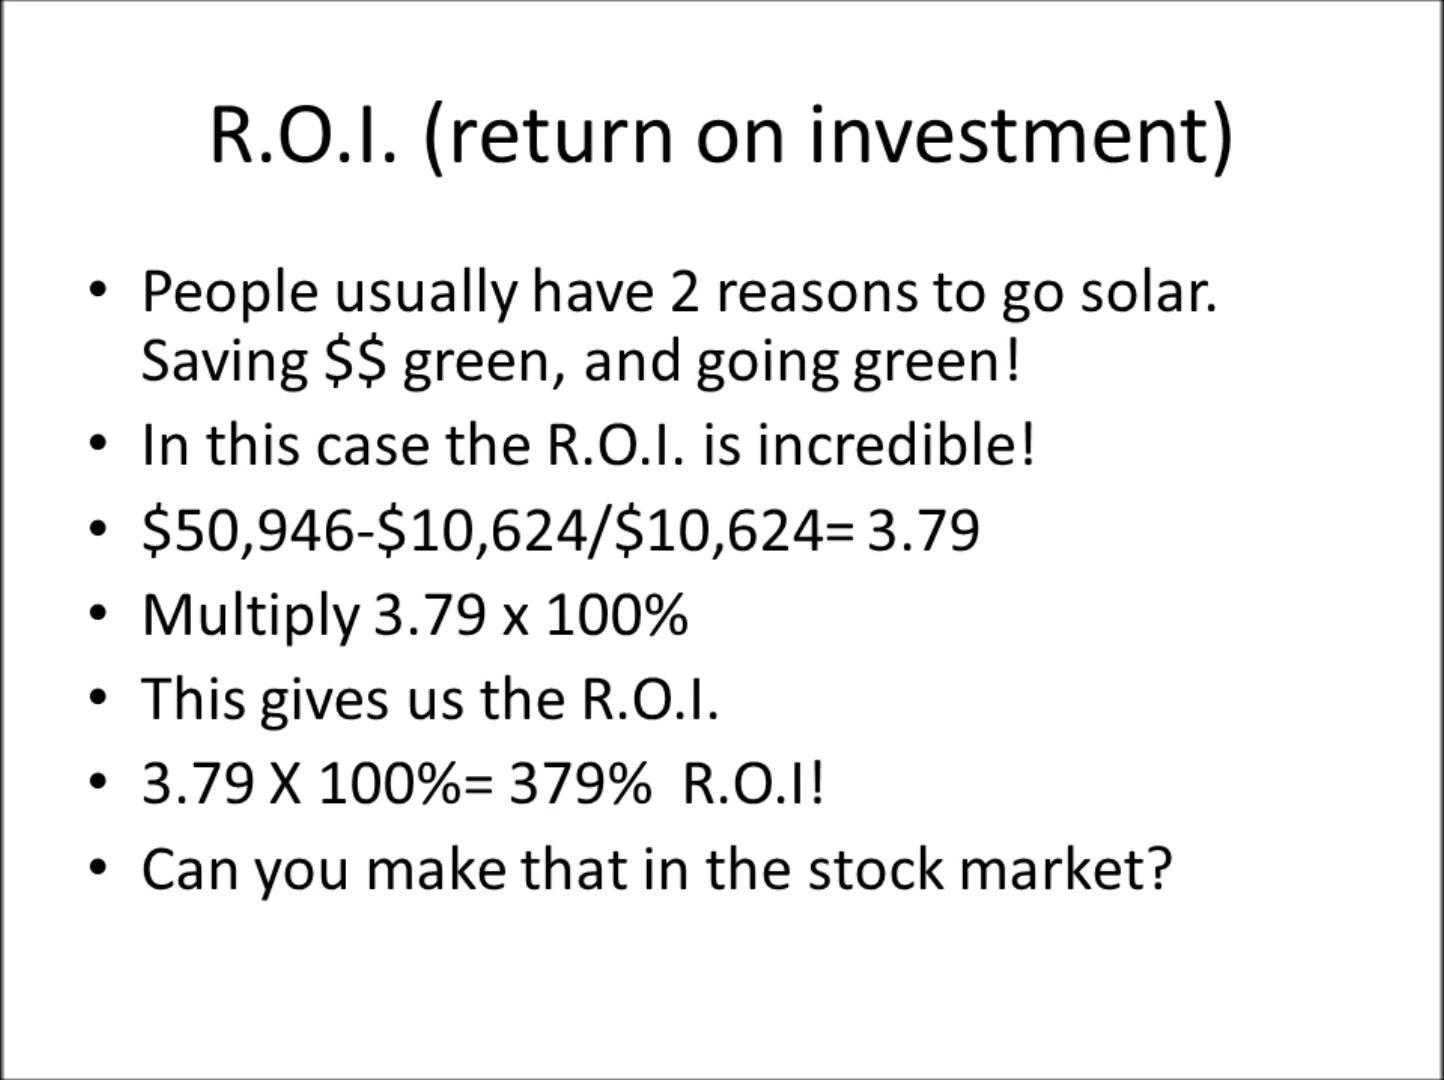 R.O.I. (return on investment)
• People usually have 2 reasons to go solar.
Saving $$ green, and going green!
• In this case the R.O.I. is incredible!
• $50,946-$10,624/$10,624= 3.79
• Multiply 3.79 x 100%
• This gives us the R.O.I.
• 3.79 X 100%= 379%  R.O.I!
• Can you make that in the stock market?